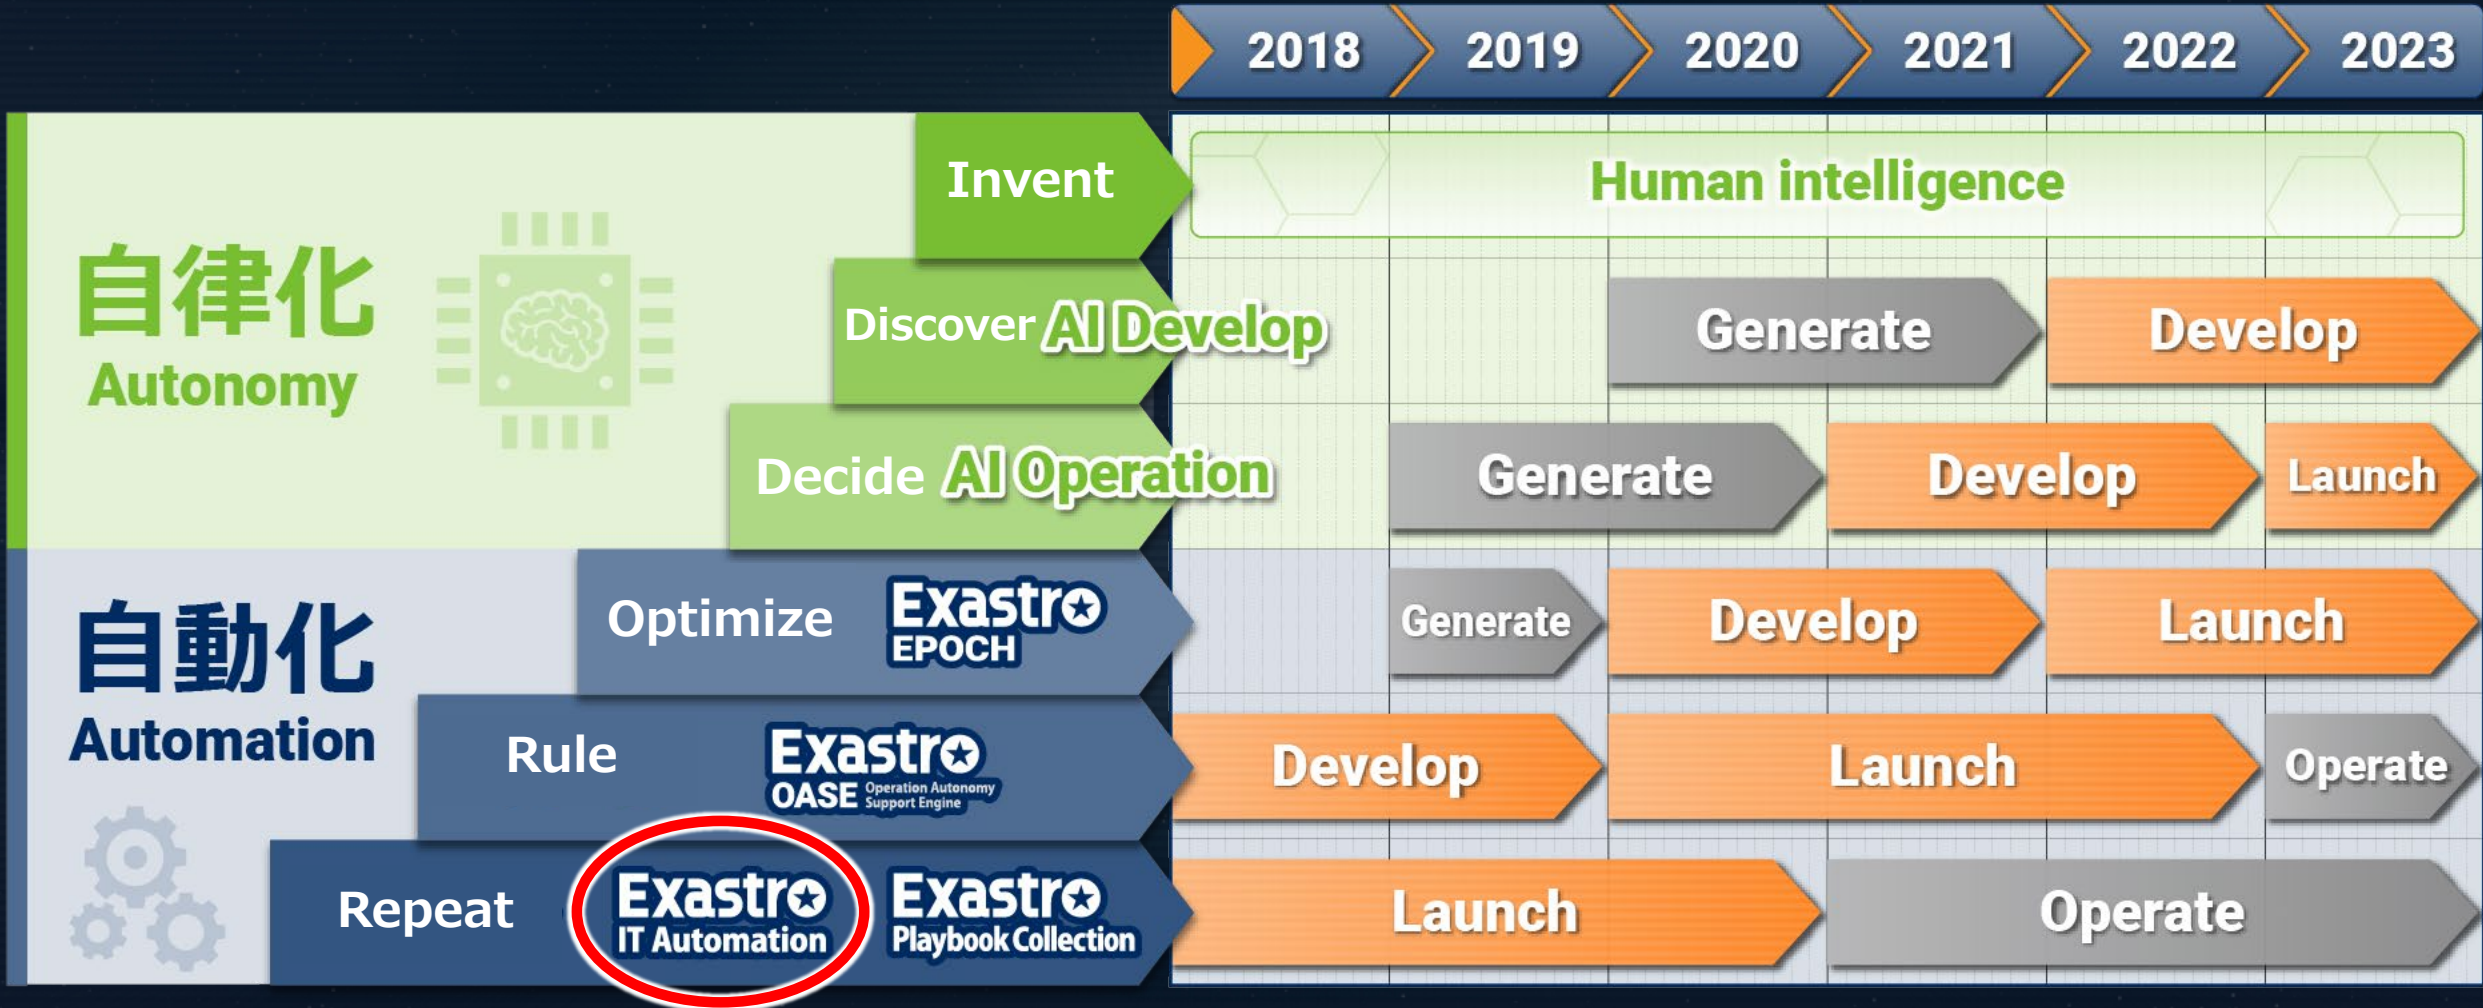 2018 2019 2020 2021 2022 2023
自律化
Autonomy
Invent
Human intelligence
Discover AI Develop
Generate
Develop
Decide AI Operation
Generate
Develop
Launch
自動化
Automation
Optimize
Exastro
EPOCH
Generate
Develop
Launch
Rule
Exastro
OASE Operation Autonomy
Support Engine
Develop
Launch
Operate
Repeat
Exastro
IT Automation
Exastro
Playbook Collection
Launch
Operate